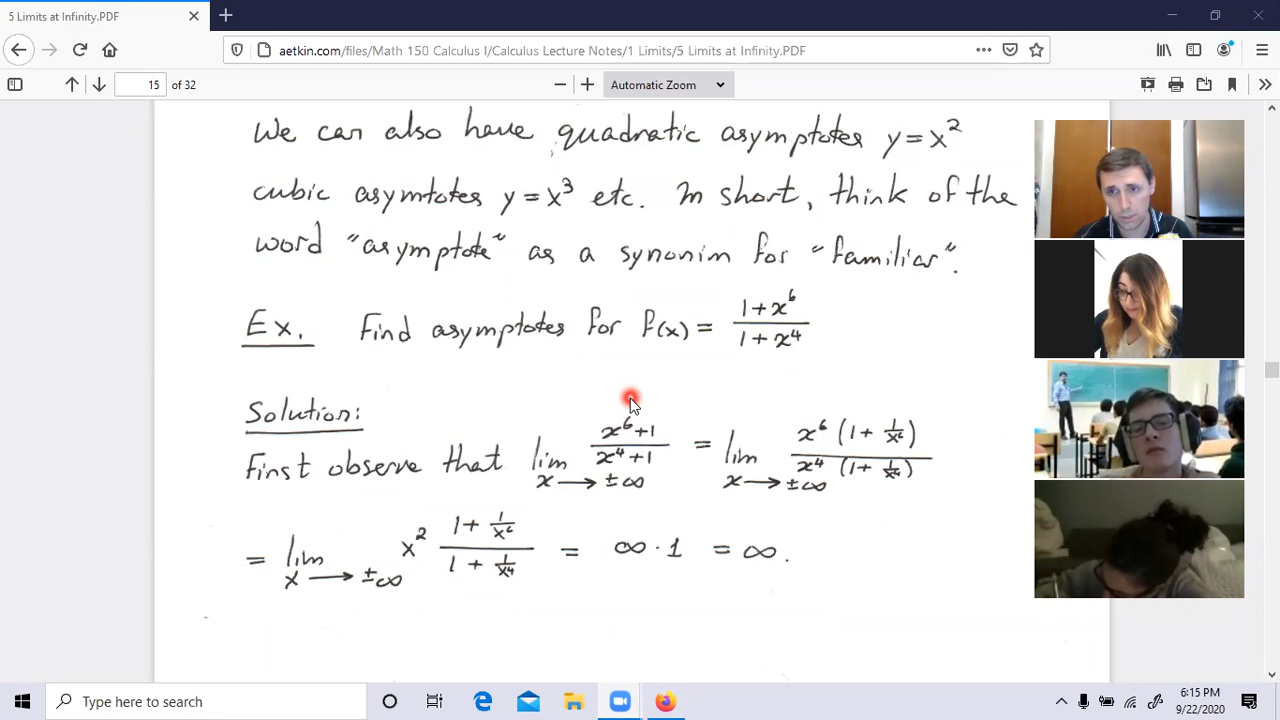 5 Limits at Infinity.PDF
aetkin.com/files/Math 150 Calculus I/Calculus Lecture Notes/1 Limits/5 Limits at Infinity.PDF
15 of 32
Automatic Zoom
We can also have quadratic asymptotes y = x²
cubic asymtotes y = x³ etc. In short, think of the
word "asymptote" as a synonim for "familiar".
Ex. Find asymptotes for f(x) = (1+x⁶)/(1+x⁴)
Solution:
First observe that lim x→±∞ (x⁶+1)/(x⁴+1) = lim x→±∞ x⁶(1+1/x⁶)/x⁴(1+1/x⁴)
= lim x→±∞ x² (1+1/x⁶)/(1+1/x⁴) = ∞·1 = ∞.
Type here to search
6:15 PM
9/22/2020